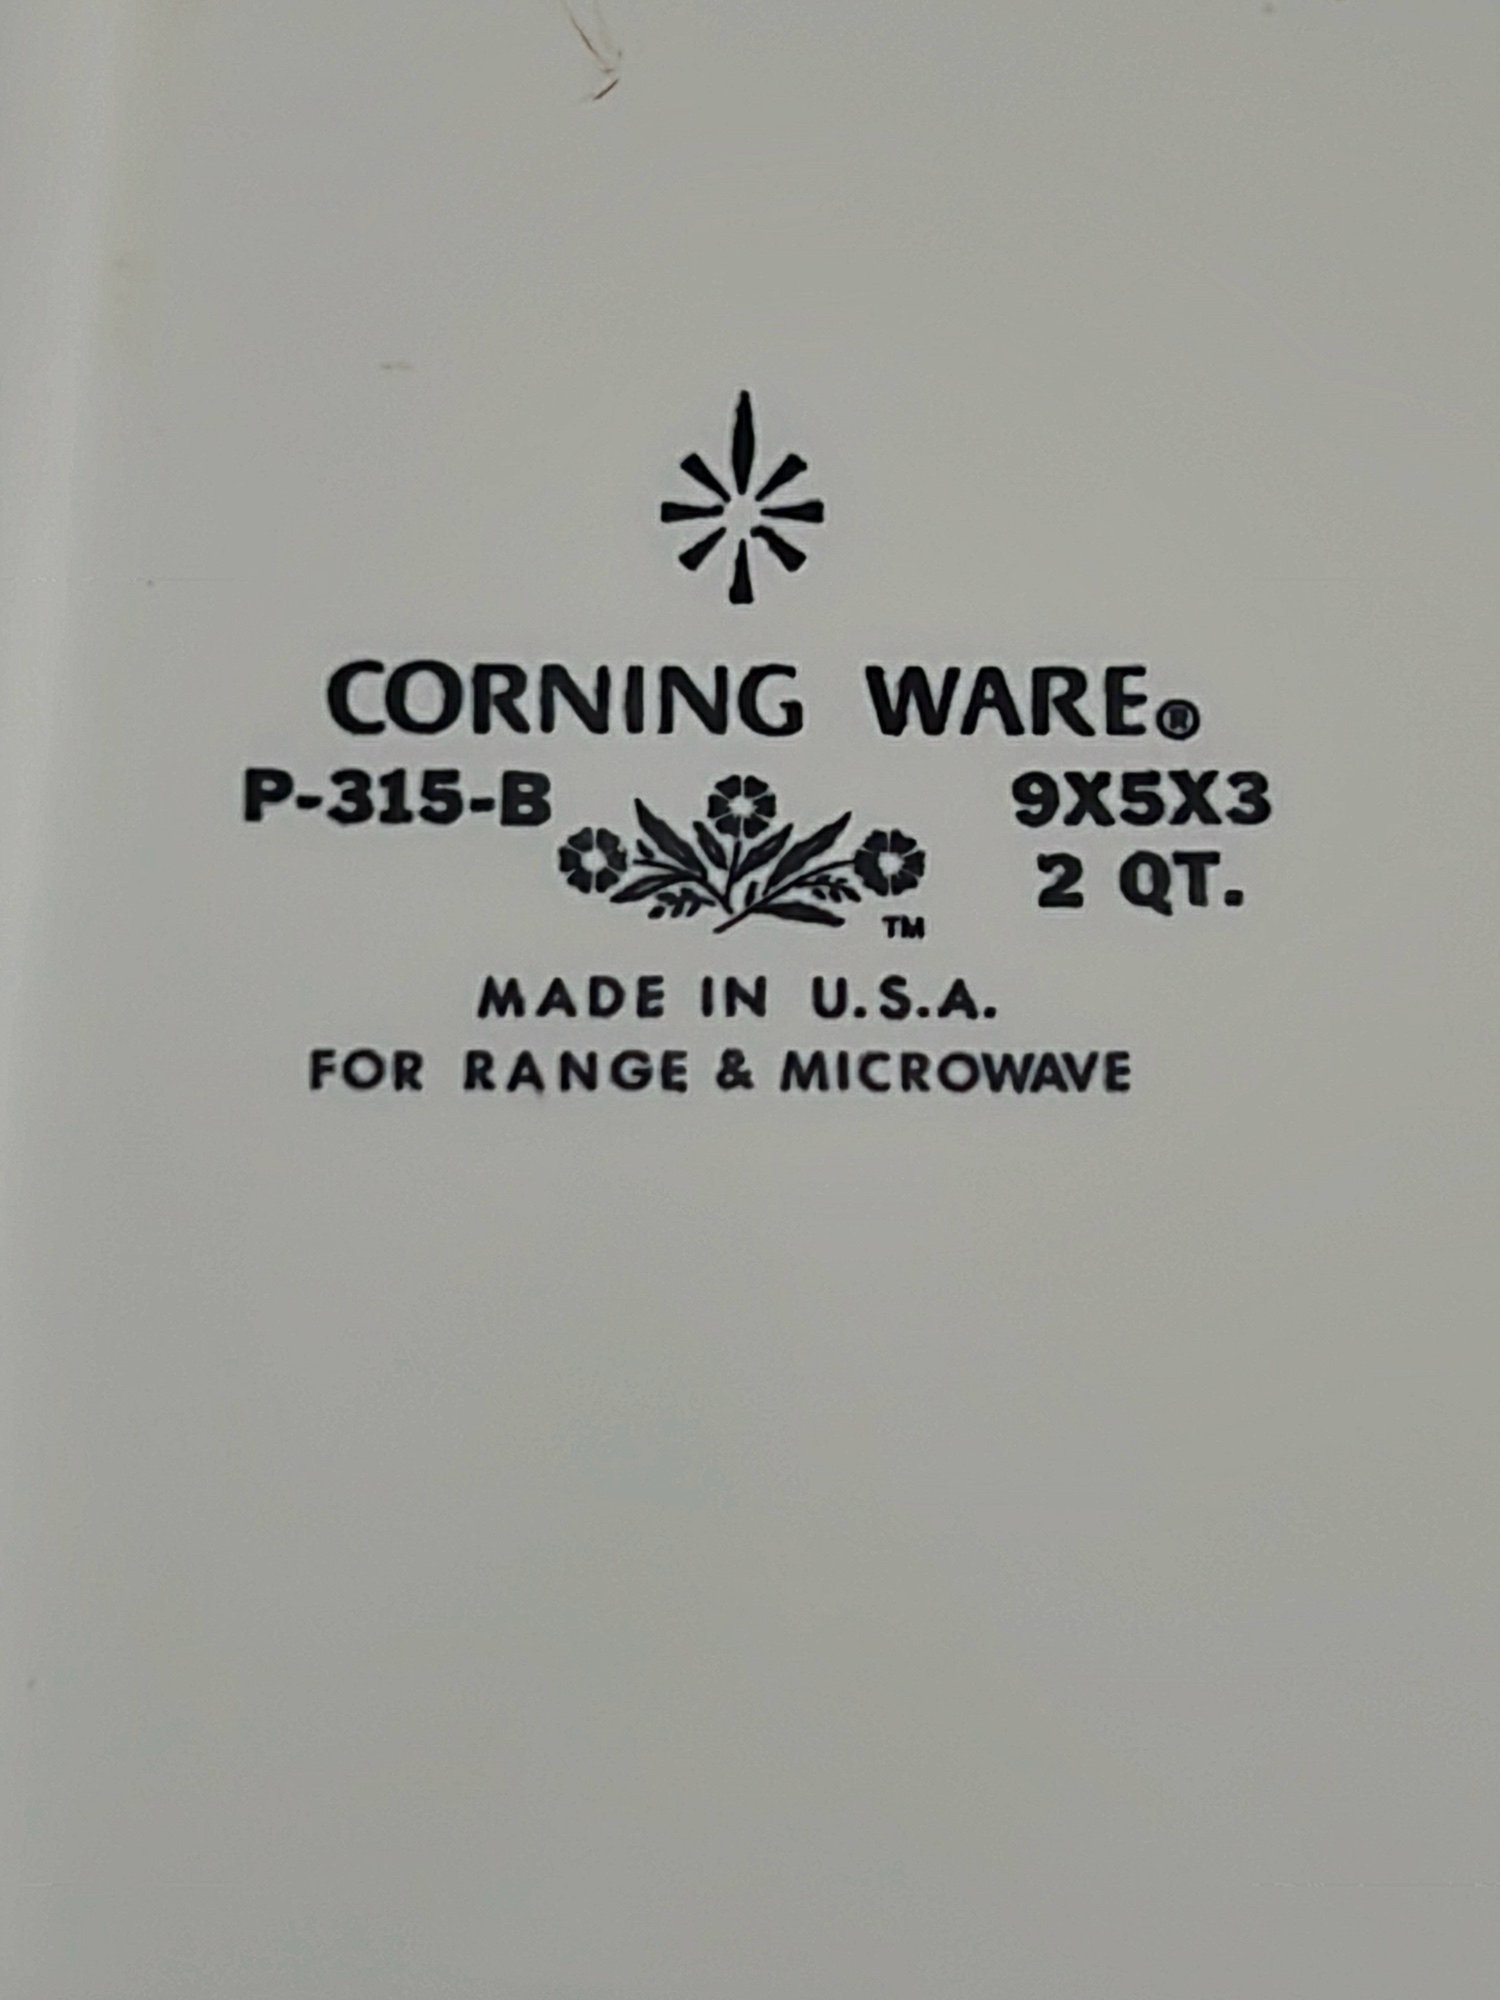 CORNING WARE®
P-315-B 9X5X3
2 QT.
TM
MADE IN U.S.A.
FOR RANGE & MICROWAVE